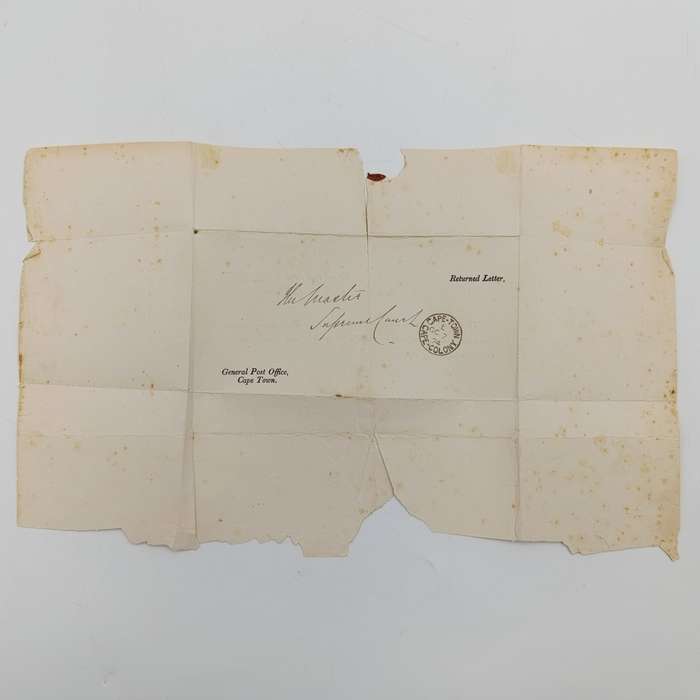 Returned Letter,
The Master
Supreme Court
CAPE-TOWN
CAPE-COLONY
General Post Office,
Cape Town.